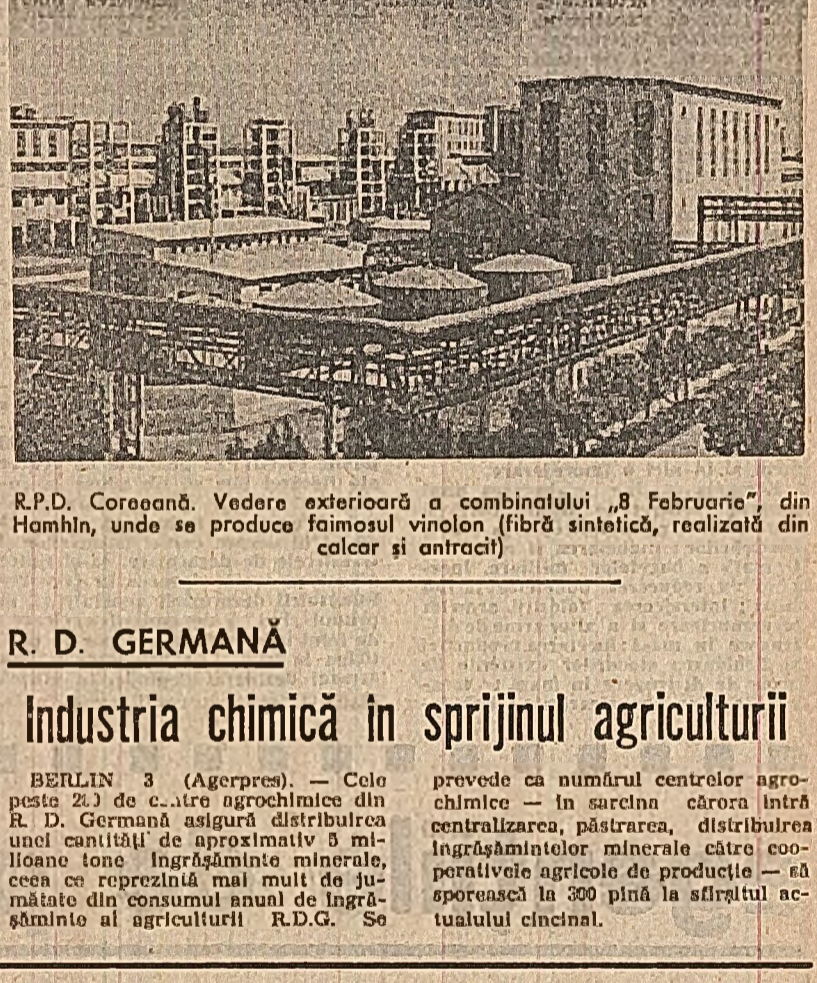 R.P.D. Coreeană. Vedere exterioară a combinatului „8 Februarie”, din
Hamhin, unde se produce faimosul vinolon (fibră sintetică, realizată din
calcar și antracit)
R. D. GERMANĂ
Industria chimică în sprijinul agriculturii
BERLIN 3 (Agerpres). — Cele
peste de centre agrochimice din
R. D. Germană asigură distribuirea
unei cantități de aproximativ 5 mi-
lioane tone îngrășăminte minerale,
ceea ce reprezintă mai mult de ju-
mătate din consumul anual de îngră-
șăminte al agriculturii R.D.G. Se
prevede ca numărul centrelor agro-
chimice — în sarcina cărora intră
centralizarea, păstrarea, distribuirea
îngrășămintelor minerale către coo-
perativele agricole de producție — să
sporească la 300 pînă la sfîrșitul ac-
tualului cincinal.